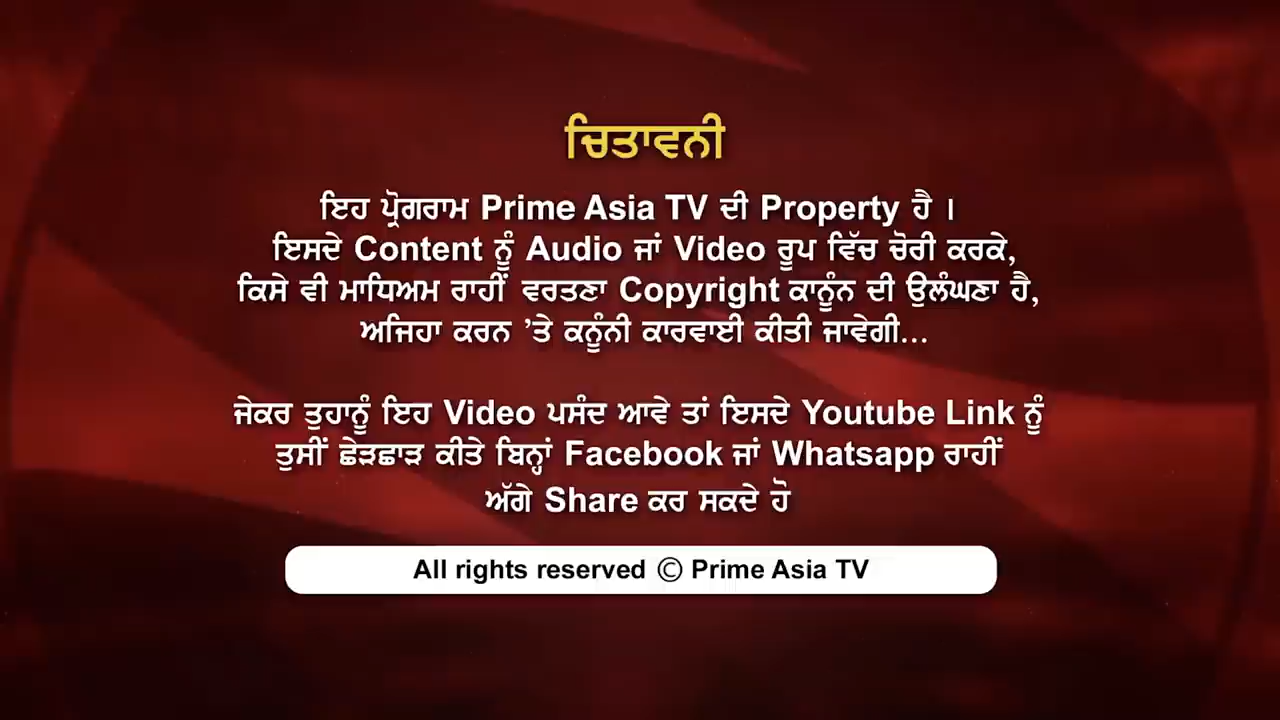 ਚਿਤਾਵਨੀ
ਇਹ ਪ੍ਰੋਗਰਾਮ Prime Asia TV ਦੀ Property ਹੈ ।
ਇਸਦੇ Content ਨੂੰ Audio ਜਾਂ Video ਰੂਪ ਵਿੱਚ ਚੋਰੀ ਕਰਕੇ,
ਕਿਸੇ ਵੀ ਮਾਧਿਅਮ ਰਾਹੀਂ ਵਰਤਣਾ Copyright ਕਾਨੂੰਨ ਦੀ ਉਲੰਘਣਾ ਹੈ,
ਅਜਿਹਾ ਕਰਨ ’ਤੇ ਕਨੂੰਨੀ ਕਾਰਵਾਈ ਕੀਤੀ ਜਾਵੇਗੀ...
ਜੇਕਰ ਤੁਹਾਨੂੰ ਇਹ Video ਪਸੰਦ ਆਵੇ ਤਾਂ ਇਸਦੇ Youtube Link ਨੂੰ
ਤੁਸੀਂ ਛੇੜਛਾੜ ਕੀਤੇ ਬਿਨ੍ਹਾਂ Facebook ਜਾਂ Whatsapp ਰਾਹੀਂ
ਅੱਗੇ Share ਕਰ ਸਕਦੇ ਹੋ
All rights reserved © Prime Asia TV